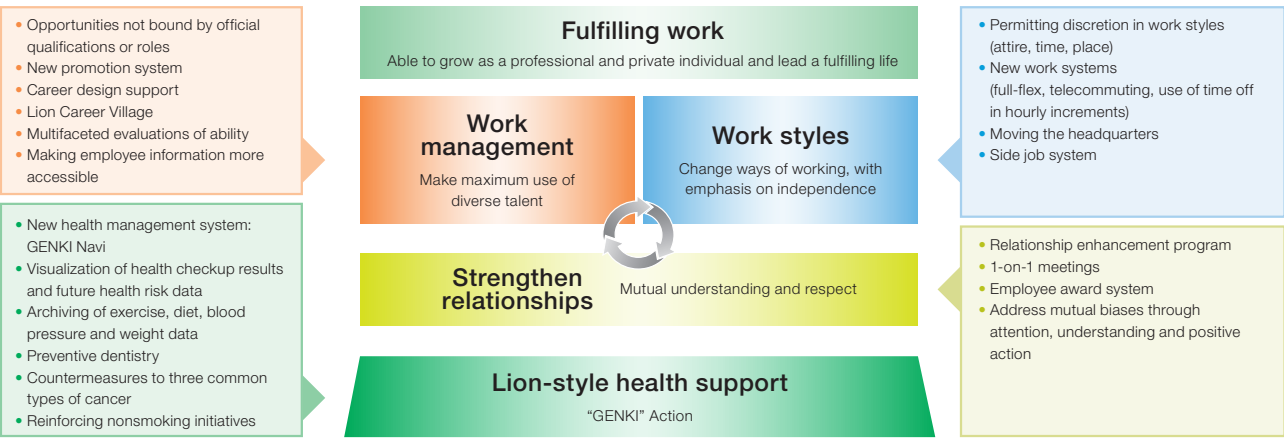 • Opportunities not bound by official
qualifications or roles
• New promotion system
• Career design support
• Lion Career Village
• Multifaceted evaluations of ability
• Making employee information more
accessible
• New health management system:
GENKI Navi
• Visualization of health checkup results
and future health risk data
• Archiving of exercise, diet, blood
pressure and weight data
• Preventive dentistry
• Countermeasures to three common
types of cancer
• Reinforcing nonsmoking initiatives
Fulfilling work
Able to grow as a professional and private individual and lead a fulfilling life
Work
management
Make maximum use of
diverse talent
Work styles
Change ways of working, with
emphasis on independence
Strengthen
relationships
Mutual understanding and respect
Lion-style health support
“GENKI” Action
• Permitting discretion in work styles
(attire, time, place)
• New work systems
(full-flex, telecommuting, use of time off
in hourly increments)
• Moving the headquarters
• Side job system
• Relationship enhancement program
• 1-on-1 meetings
• Employee award system
• Address mutual biases through
attention, understanding and positive
action